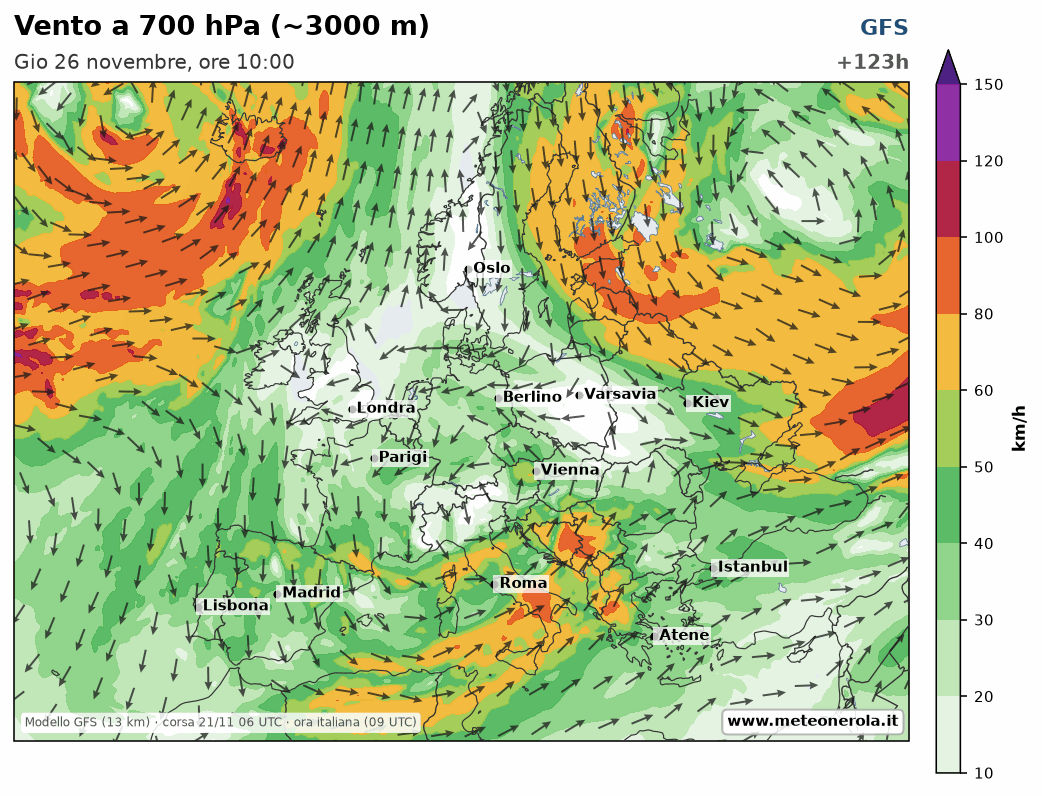 Vento a 700 hPa (~3000 m)
GFS
Gio 26 novembre, ore 10:00
+123h
150
120
100
80
60
50
40
30
20
10
km/h
Oslo
Berlino
Varsavia
Kiev
Londra
Parigi
Vienna
Istanbul
Roma
Madrid
Lisbona
Atene
Modello GFS (13 km) · corsa 21/11 06 UTC · ora italiana (09 UTC)
www.meteonerola.it